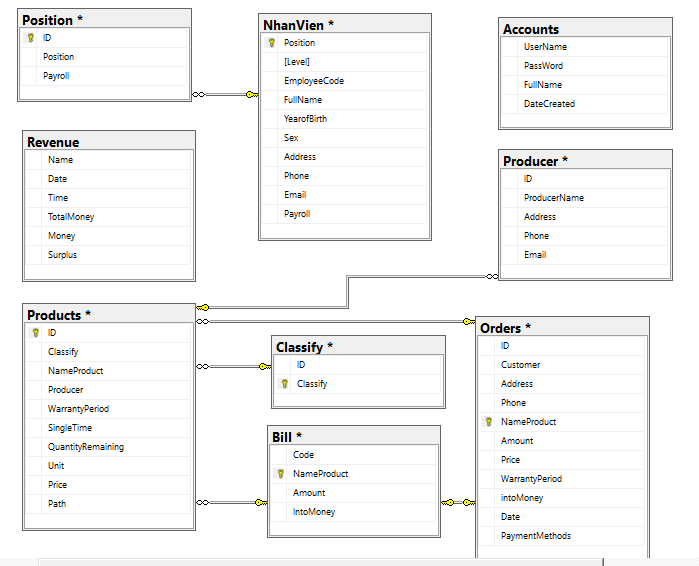 Position *
ID
Position
Payroll
NhanVien *
Position
[Level]
EmployeeCode
FullName
YearofBirth
Sex
Address
Phone
Email
Payroll
Accounts
UserName
PassWord
FullName
DateCreated
Revenue
Name
Date
Time
TotalMoney
Money
Surplus
Producer *
ID
ProducerName
Address
Phone
Email
Products *
ID
Classify
NameProduct
Producer
WarrantyPeriod
SingleTime
QuantityRemaining
Unit
Price
Path
Classify *
ID
Classify
Bill *
Code
NameProduct
Amount
IntoMoney
Orders *
ID
Customer
Address
Phone
NameProduct
Amount
Price
WarrantyPeriod
intoMoney
Date
PaymentMethods